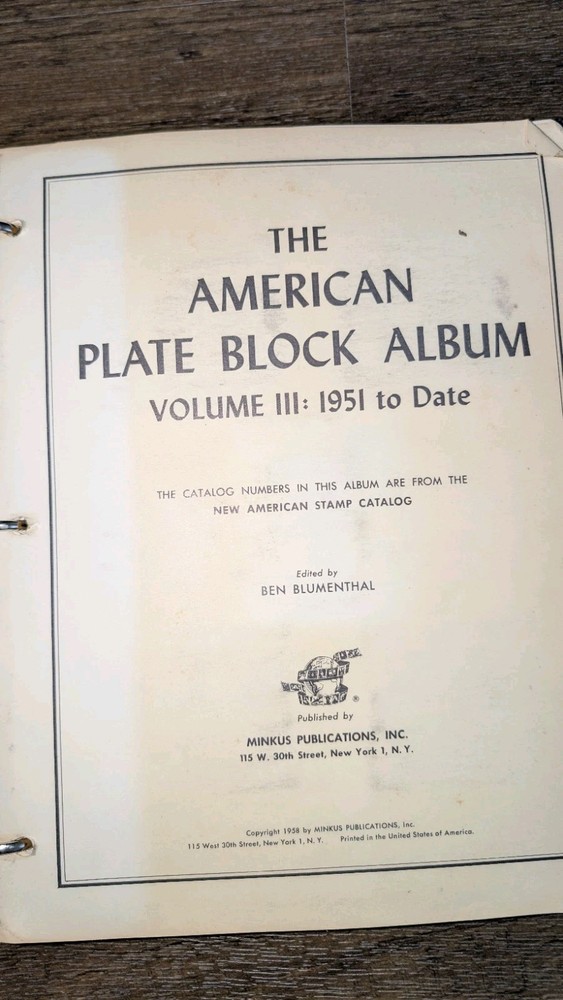 THE
AMERICAN
PLATE BLOCK ALBUM
VOLUME III: 1951 to Date
THE CATALOG NUMBERS IN THIS ALBUM ARE FROM THE
NEW AMERICAN STAMP CATALOG
Edited by
BEN BLUMENTHAL
®
Published by
MINKUS PUBLICATIONS, INC.
115 W. 30th Street, New York 1, N. Y.
Copyright 1958 by MINKUS PUBLICATIONS, Inc.
115 West 30th Street, New York 1, N. Y. Printed in the United States of America.